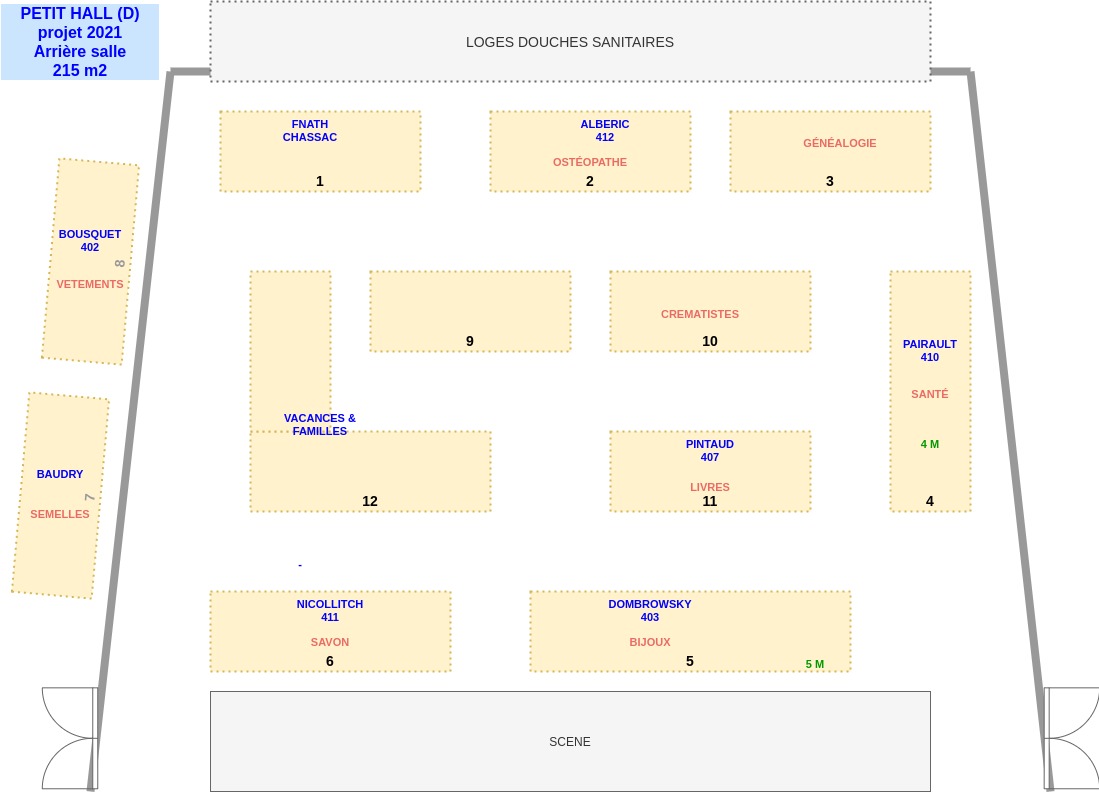 PETIT HALL (D)
projet 2021
Arrière salle
215 m2
LOGES DOUCHES SANITAIRES
FNATH
CHASSAC
1
ALBERIC
412
OSTÉOPATHE
2
GÉNÉALOGIE
3
BOUSQUET
402
8
VETEMENTS
9
CREMATISTES
10
PAIRAULT
410
SANTÉ
4 M
4
VACANCES &
FAMILLES
12
PINTAUD
407
LIVRES
11
BAUDRY
7
SEMELLES
-
NICOLLITCH
411
SAVON
6
DOMBROWSKY
403
BIJOUX
5
5 M
SCENE